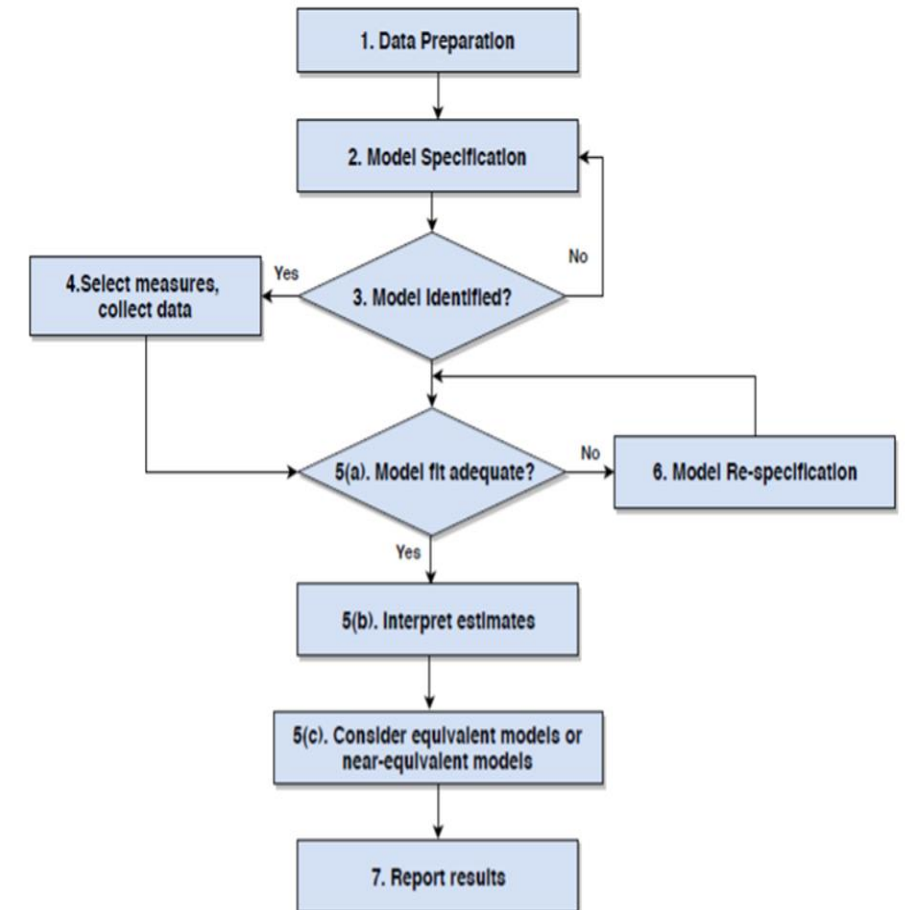 1. Data Preparation
2. Model Specification
No
Yes
3. Model Identified?
4.Select measures,
collect data
5(a). Model fit adequate?
No
6. Model Re-specification
Yes
5(b). Interpret estimates
5(c). Consider equivalent models or
near-equivalent models
7. Report results